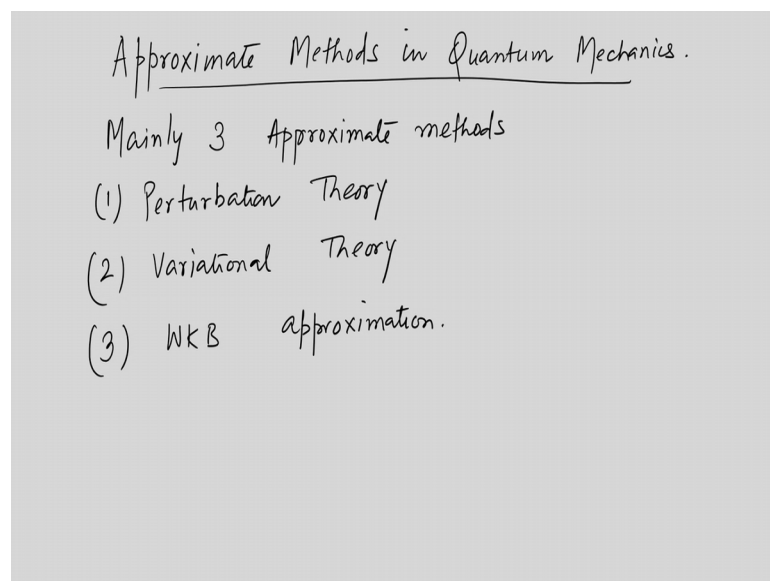 Approximate Methods in Quantum Mechanics.
Mainly 3 Approximate methods
(1) Perturbation Theory
(2) Variational Theory
(3) WKB approximation.